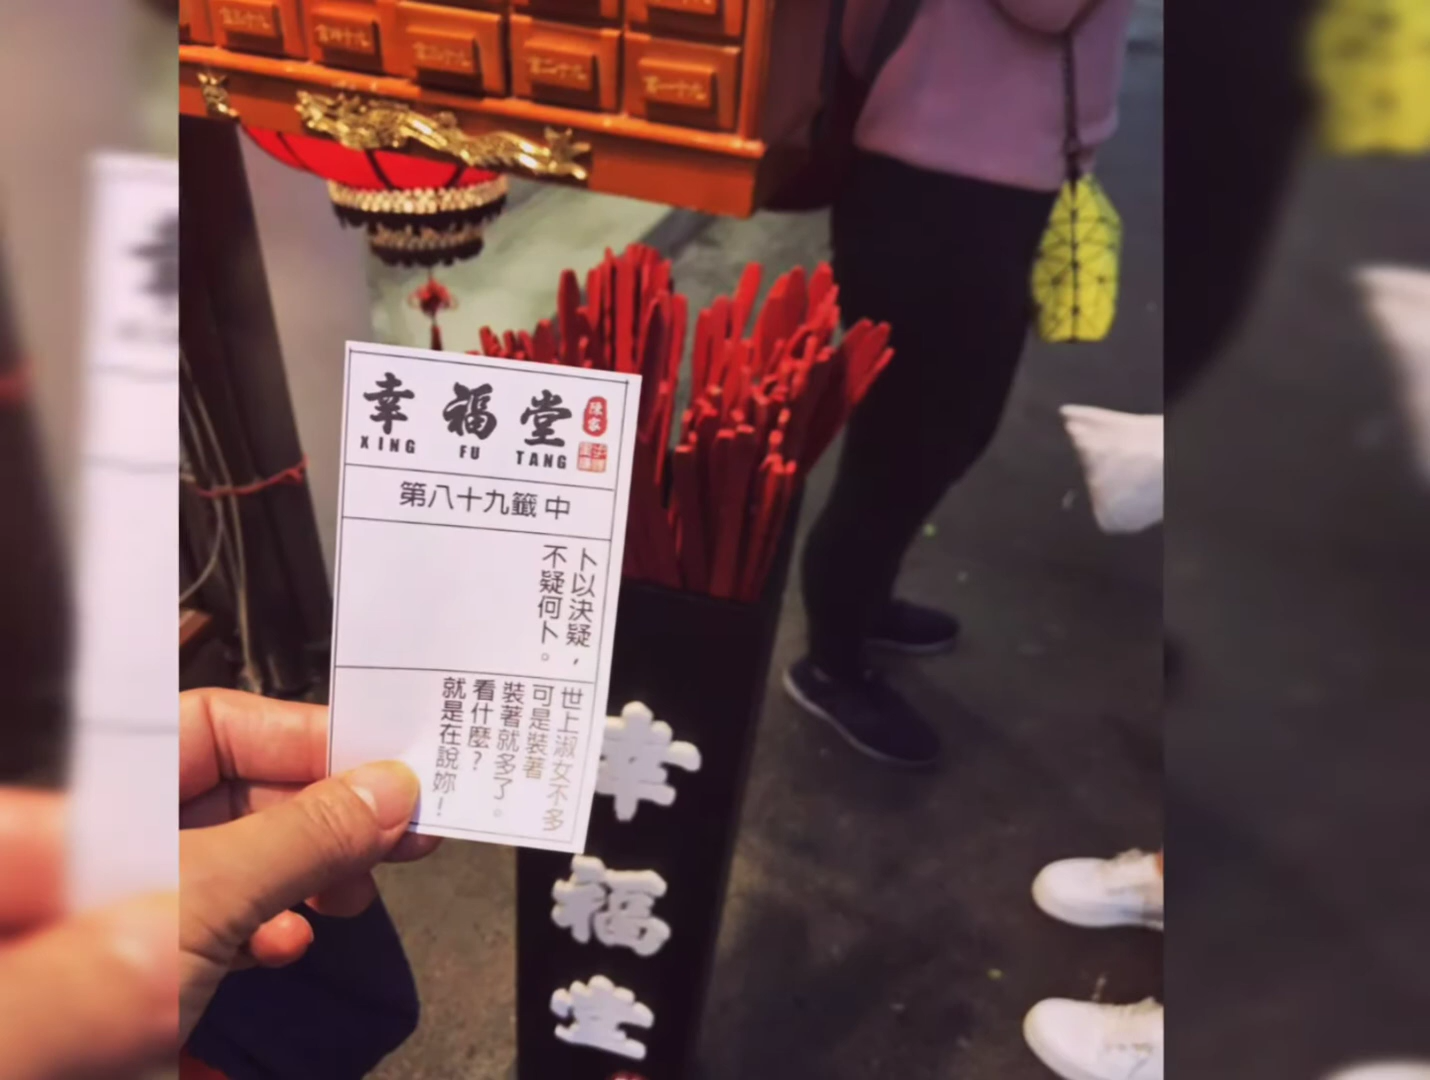 幸福堂
XING FU TANG
第八十九籤 中
卜以決疑，
不疑何卜。
世上淑女不多
可是裝著
裝著就多了。
看什麼？
就是在說妳！
幸福堂